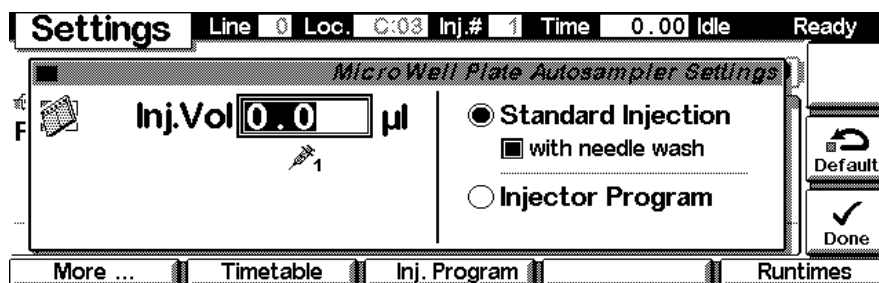 Settings Line 0 Loc. C:03 Inj.# 1 Time 0.00 Idle Ready
MicroWell Plate Autosampler Settings
F
Inj.Vol 0.0 µl
1
Standard Injection
with needle wash
Injector Program
Default
Done
More ... Timetable Inj. Program Runtimes